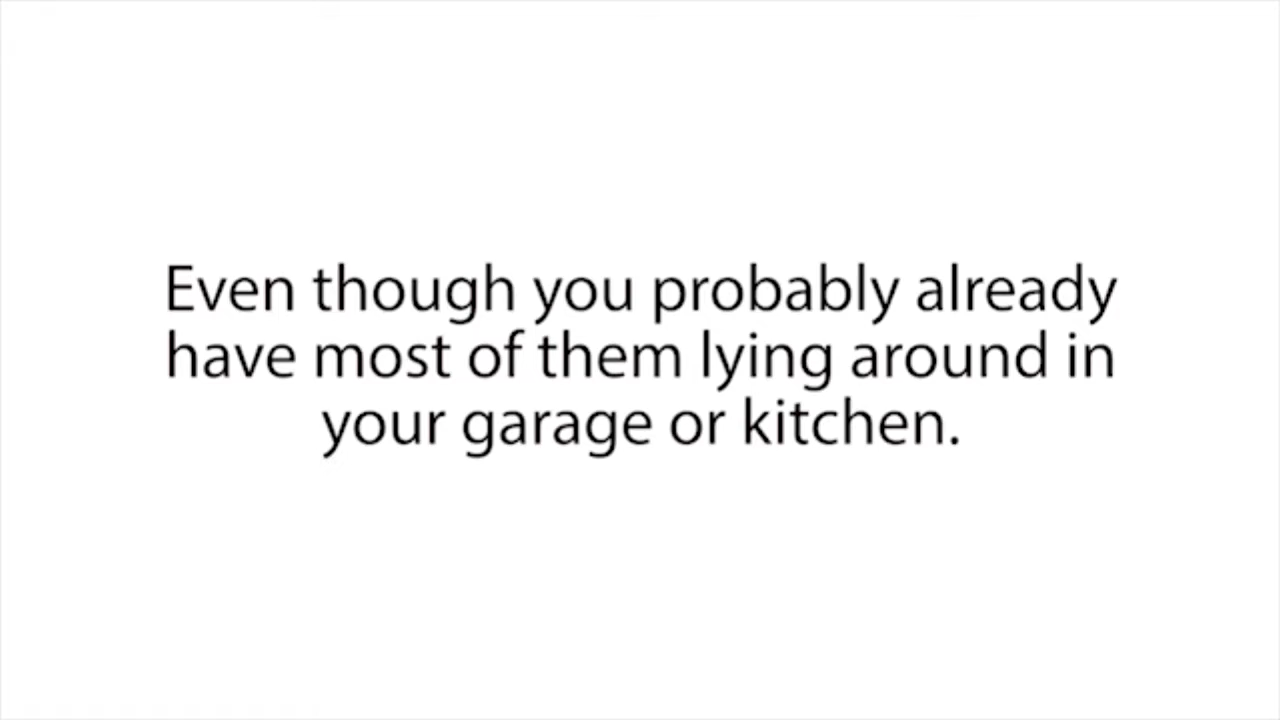 Even though you probably already
have most of them lying around in
your garage or kitchen.